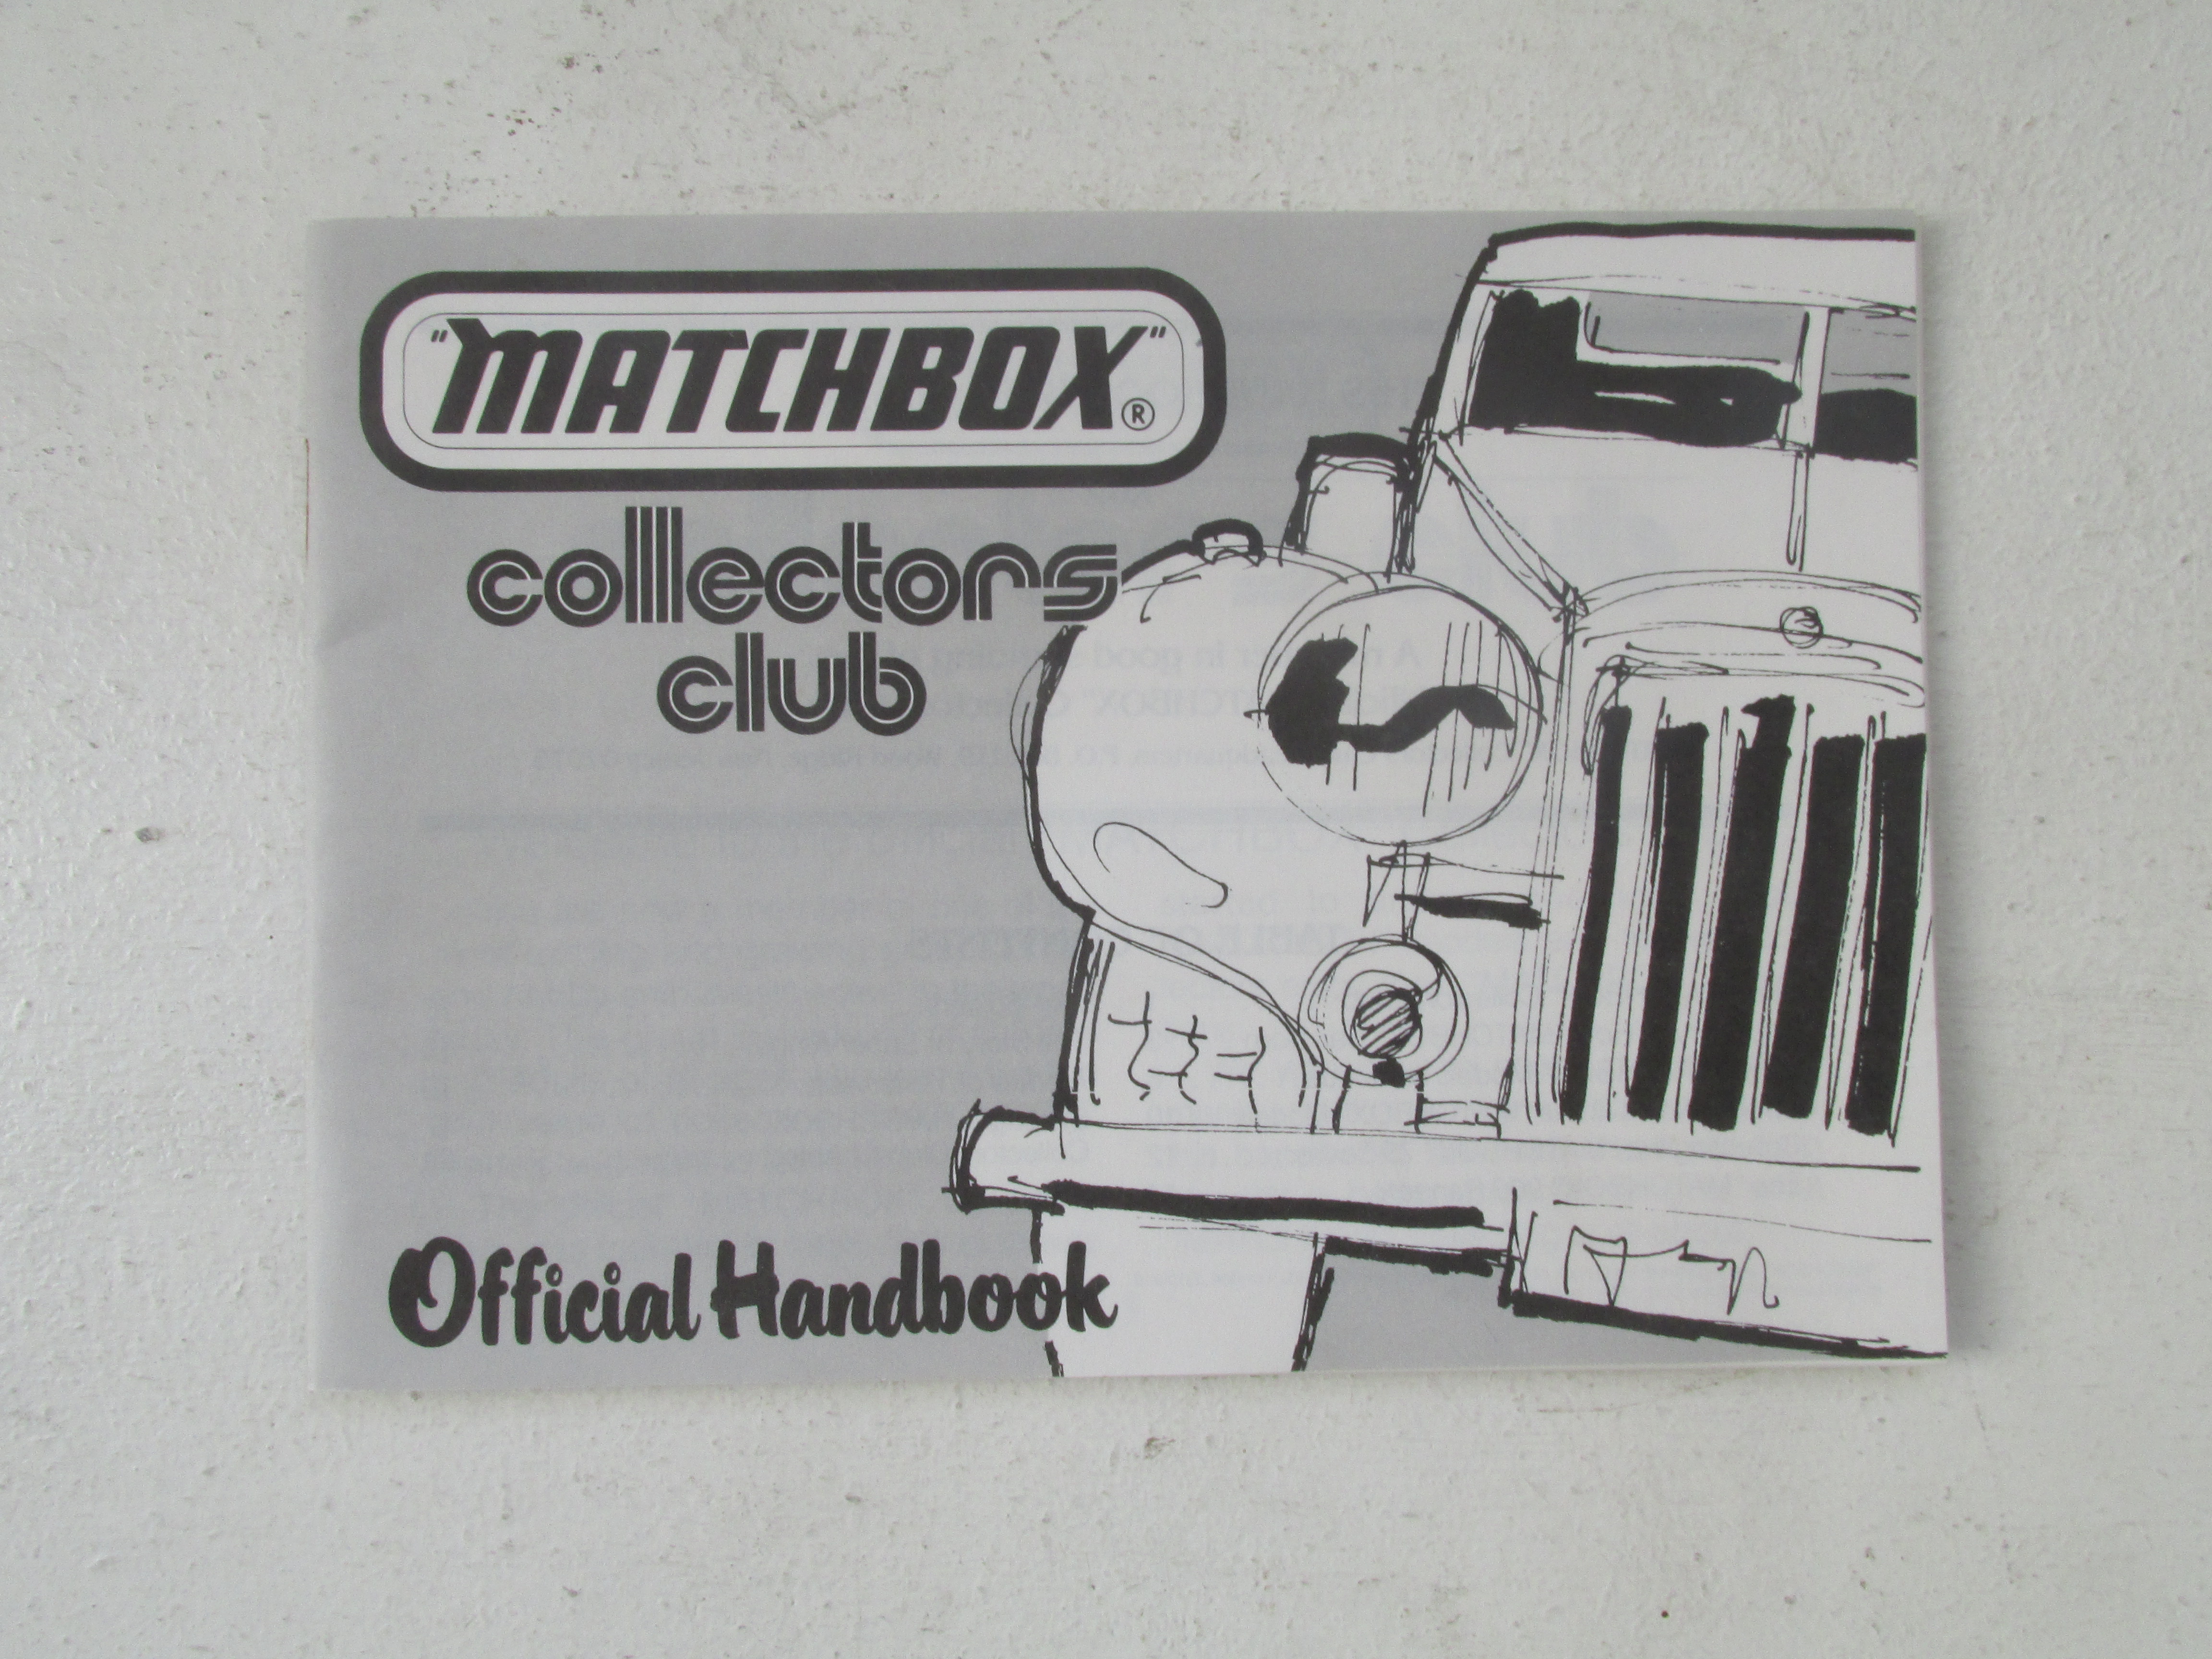 "MATCHBOX"®
collectors
club
Official Handbook